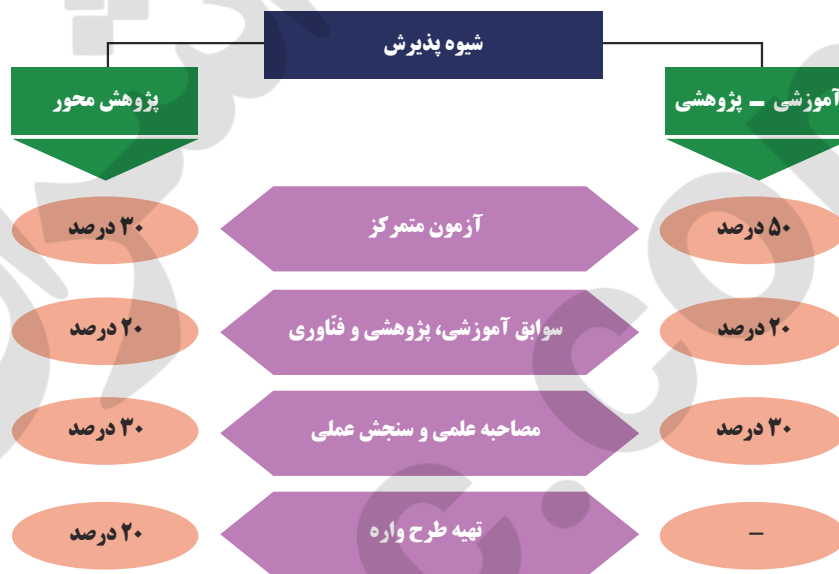 شیوه پذیرش
آموزشی ـ پژوهشی
پژوهش محور
۵۰ درصد
آزمون متمرکز
۳۰ درصد
۲۰ درصد
سوابق آموزشی، پژوهشی و فنّاوری
۲۰ درصد
۳۰ درصد
مصاحبه علمی و سنجش عملی
۳۰ درصد
–
تهیه طرح واره
۲۰ درصد